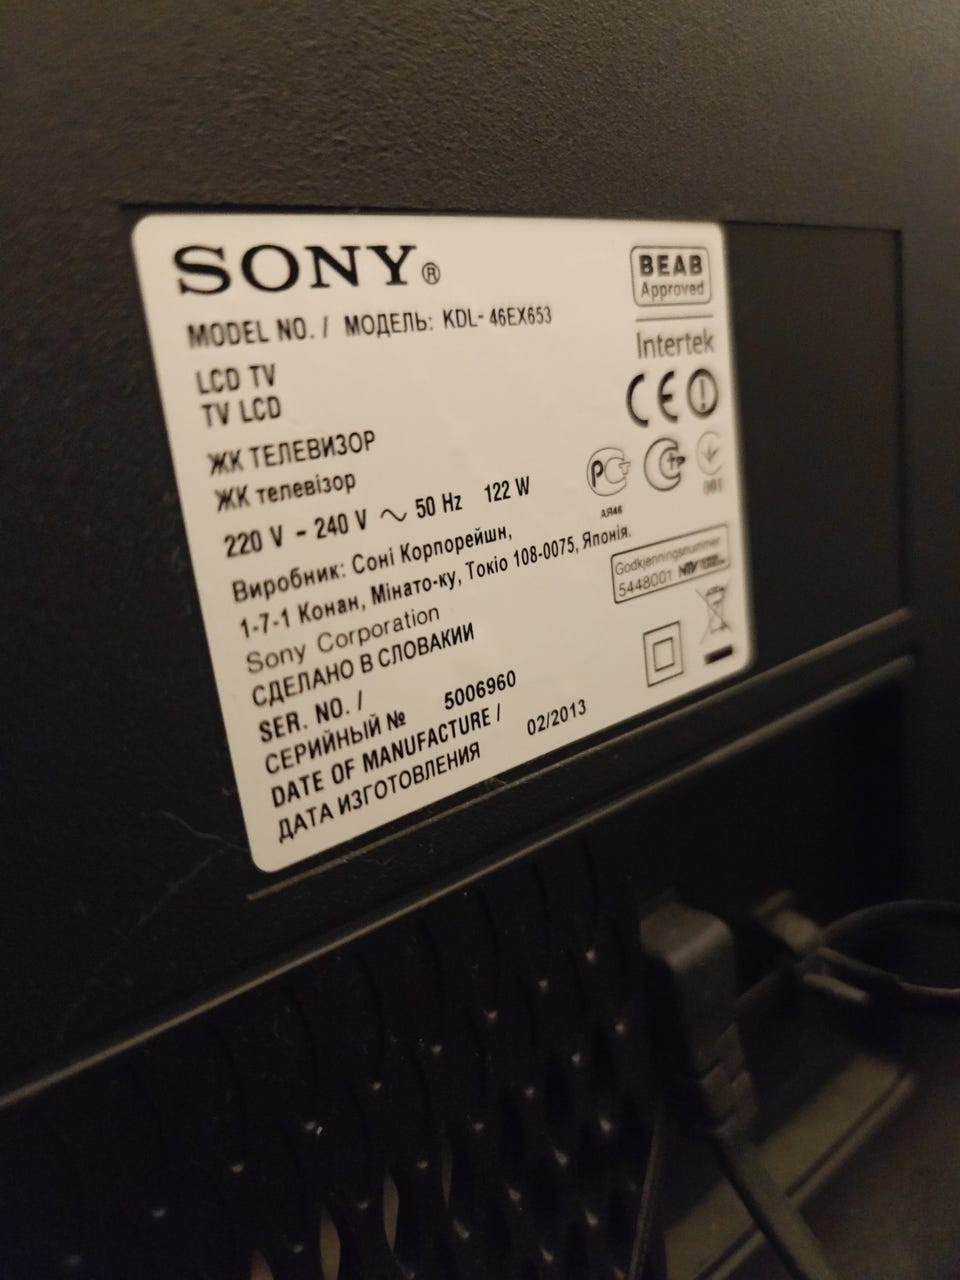 SONY®
MODEL NO. / МОДЕЛЬ: KDL- 46EX653
LCD TV
TV LCD
ЖК ТЕЛЕВИЗОР
ЖК телевізор
220 V - 240 V ~ 50 Hz 122 W
Виробник: Соні Корпорейшн,
1-7-1 Конан, Мінато-ку, Токіо 108-0075, Японія.
Sony Corporation
СДЕЛАНО В СЛОВАКИИ
SER. NO. /
СЕРИЙНЫЙ № 5006960
DATE OF MANUFACTURE /
ДАТА ИЗГОТОВЛЕНИЯ 02/2013
BEAB
Approved
Intertek
CE
АЯ46
Godkjenningsnummer
5448001